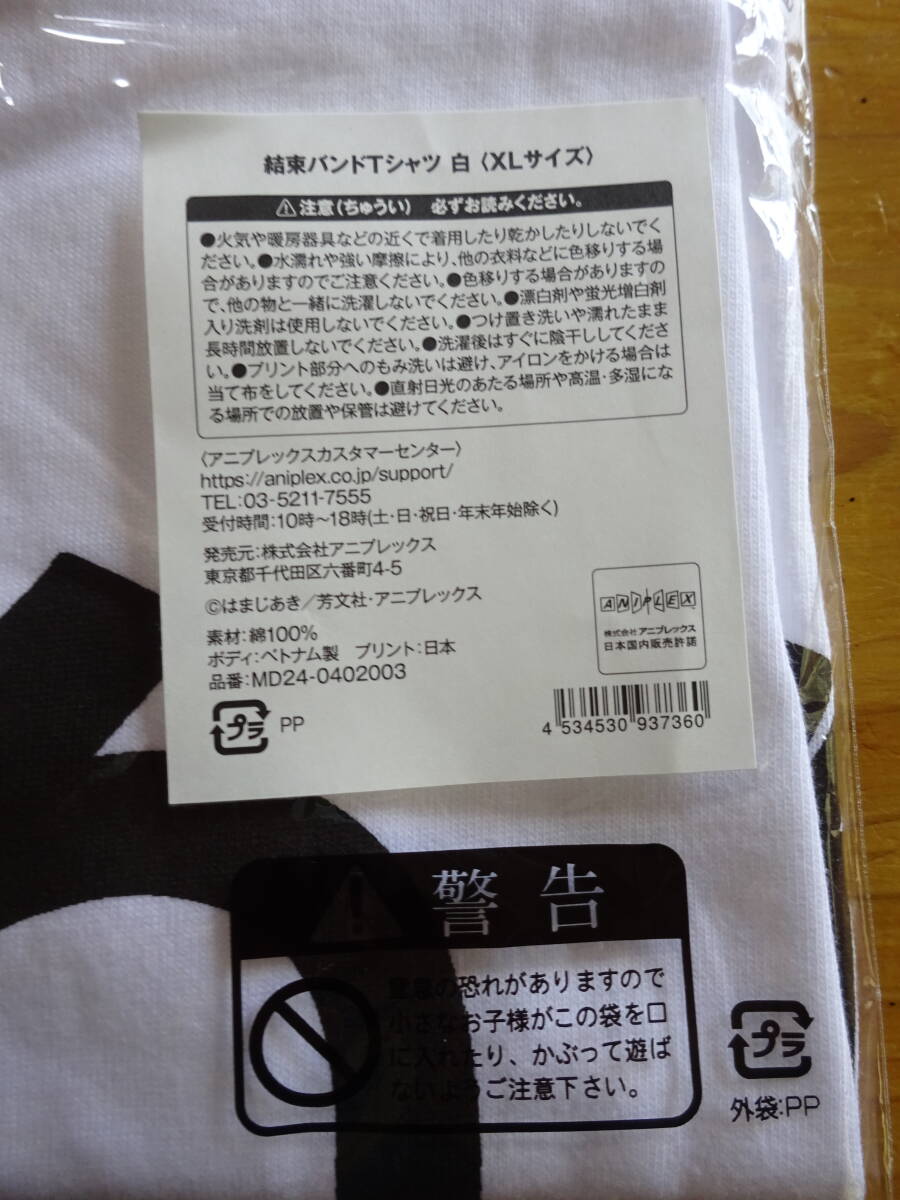 結束バンドTシャツ 白〈XLサイズ〉
⚠注意(ちゅうい) 必ずお読みください。
●火気や暖房器具などの近くで着用したり乾かしたりしないでく
ださい。●水濡れや強い摩擦により、他の衣料などに色移りする場
合がありますのでご注意ください。●色移りする場合がありますの
で、他の物と一緒に洗濯しないでください。●漂白剤や蛍光増白剤
入り洗剤は使用しないでください。●つけ置き洗いや濡れたまま
長時間放置しないでください。●洗濯後はすぐに陰干ししてくださ
い。●プリント部分へのもみ洗いは避け、アイロンをかける場合は
当て布をしてください。●直射日光のあたる場所や高温・多湿にな
る場所での放置や保管は避けてください。
〈アニプレックスカスタマーセンター〉
https://aniplex.co.jp/support/
TEL:03-5211-7555
受付時間:10時〜18時(土・日・祝日・年末年始除く)
発売元:株式会社アニプレックス
東京都千代田区六番町4-5
©はまじあき/芳文社・アニプレックス
素材:綿100%
ボディ:ベトナム製 プリント:日本
品番:MD24-0402003
プラ PP
ANIPLEX
株式会社アニプレックス
日本国内販売許諾
4 534530 937360
警告
窒息の恐れがありますので
小さなお子様がこの袋を口
に入れたり、かぶって遊ば
ないようご注意下さい。
プラ
外袋:PP